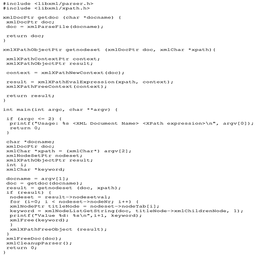 #include <libxml/parser.h>
#include <libxml/xpath.h>
xmlDocPtr getdoc (char *docname) {
xmlDocPtr doc;
doc = xmlParseFile(docname);
return doc;
}
xmlXPathObjectPtr getnodeset (xmlDocPtr doc, xmlChar *xpath){
xmlXPathContextPtr context;
xmlXPathObjectPtr result;
context = xmlXPathNewContext(doc);
result = xmlXPathEvalExpression(xpath, context);
xmlXPathFreeContext(context);
return result;
}
int main(int argc, char **argv) {
if (argc <= 2) {
printf("Usage: %s <XML Document Name> <XPath expression>\n", argv[0]);
return 0;
}
char *docname;
xmlDocPtr doc;
xmlChar *xpath = (xmlChar*) argv[2];
xmlNodeSetPtr nodeset;
xmlXPathObjectPtr result;
int i;
xmlChar *keyword;
docname = argv[1];
doc = getdoc(docname);
result = getnodeset (doc, xpath);
if (result) {
nodeset = result->nodesetval;
for (i=0; i < nodeset->nodeNr; i++) {
xmlNodePtr titleNode = nodeset->nodeTab[i];
keyword = xmlNodeListGetString(doc, titleNode->xmlChildrenNode, 1);
printf("Value %d: %s\n",i+1, keyword);
xmlFree(keyword);
}
xmlXPathFreeObject (result);
}
xmlFreeDoc(doc);
xmlCleanupParser();
return 0;
}